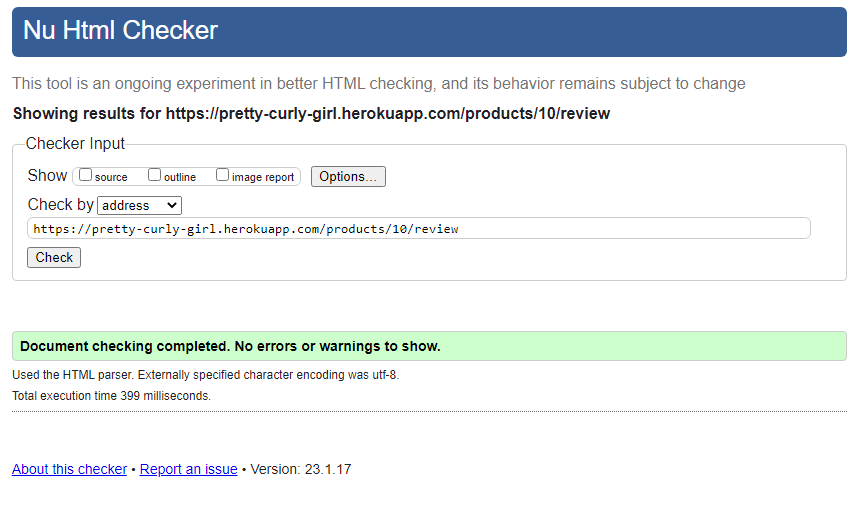 Nu Html Checker
This tool is an ongoing experiment in better HTML checking, and its behavior remains subject to change
Showing results for https://pretty-curly-girl.herokuapp.com/products/10/review
Checker Input
Show source outline image report Options...
Check by address
https://pretty-curly-girl.herokuapp.com/products/10/review
Check
Document checking completed. No errors or warnings to show.
Used the HTML parser. Externally specified character encoding was utf-8.
Total execution time 399 milliseconds.
About this checker • Report an issue • Version: 23.1.17